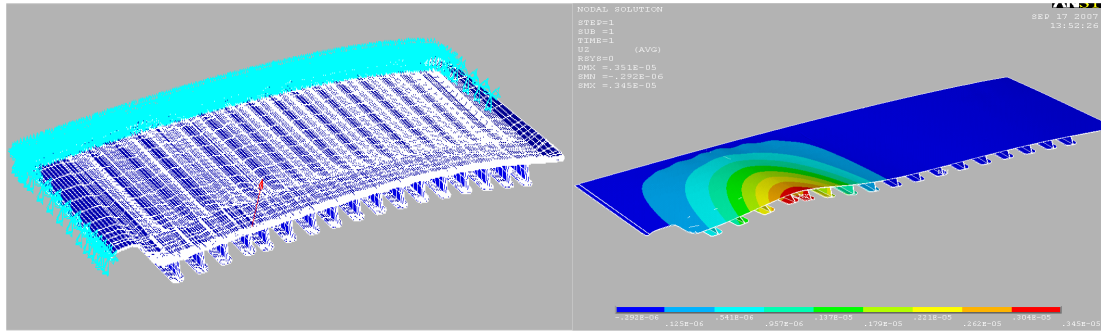 NODAL SOLUTION
STEP=1
SUB =1
TIME=1
UZ (AVG)
RSYS=0
DMX =.351E-05
SMN =-.292E-06
SMX =.345E-05
SEP 17 2007
13:52:26
-.292E-06 .541E-06 .137E-05 .221E-05 .304E-05
.125E-06 .957E-06 .179E-05 .262E-05 .345E-05